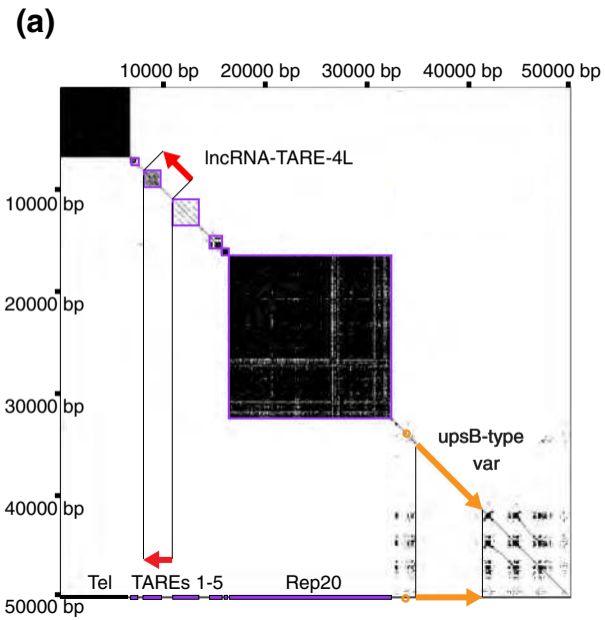 (a)
10000 bp 20000 bp 30000 bp 40000 bp 50000 bp
lncRNA-TARE-4L
10000 bp
20000 bp
30000 bp
upsB-type
var
40000 bp
Tel TAREs 1-5 Rep20
50000 bp